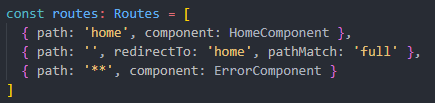 const routes: Routes = [
  { path: 'home', component: HomeComponent },
  { path: '', redirectTo: 'home', pathMatch: 'full' },
  { path: '**', component: ErrorComponent }
]